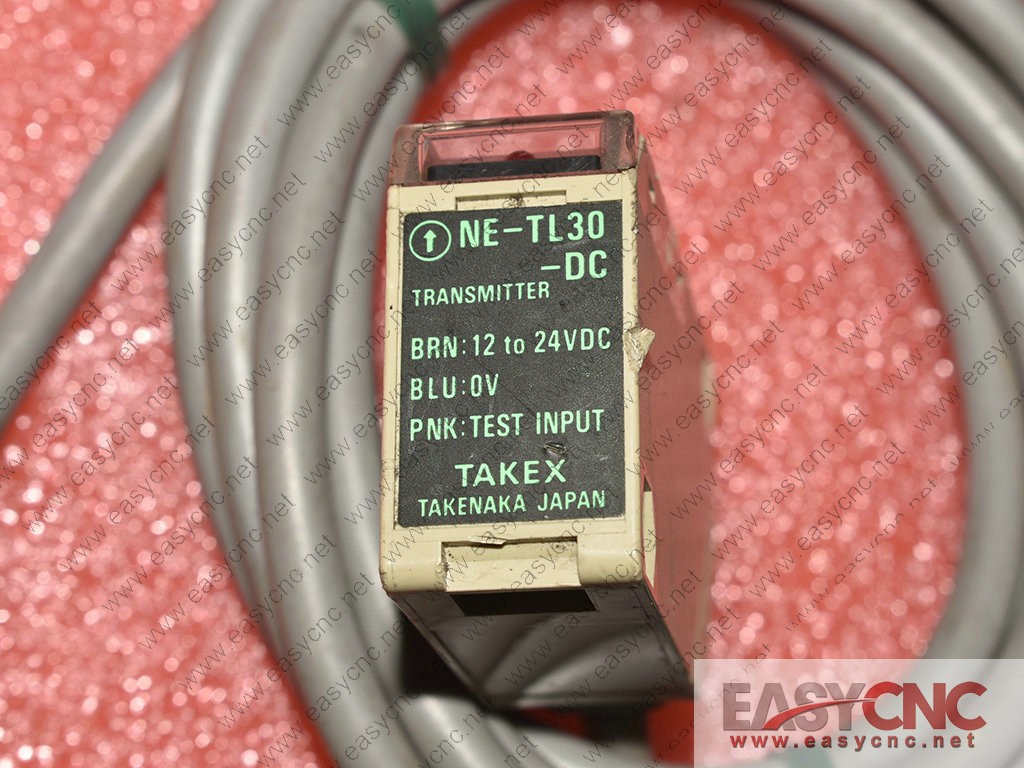 NE-TL30
-DC
TRANSMITTER
BRN:12 to 24VDC
BLU:0V
PNK:TEST INPUT
TAKEX
TAKENAKA JAPAN
EASYCNC
www.easycnc.net